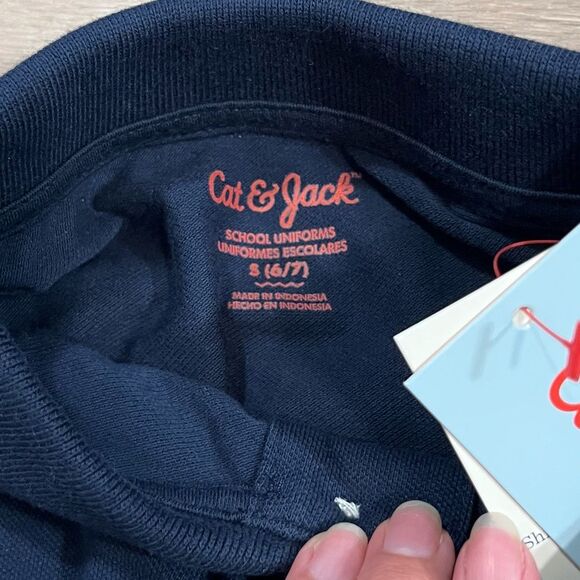 Cat & Jack™
SCHOOL UNIFORMS
UNIFORMES ESCOLARES
S (6/7)
MADE IN INDONESIA
HECHO EN INDONESIA